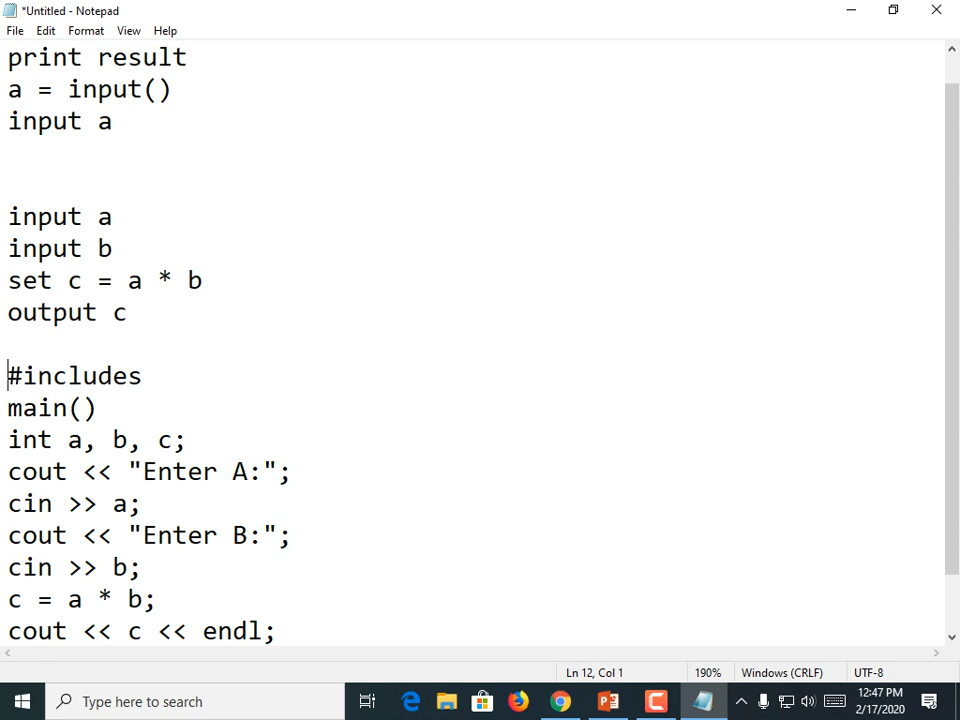 *Untitled - Notepad
File Edit Format View Help
print result
a = input()
input a
input a
input b
set c = a * b
output c
#includes
main()
int a, b, c;
cout << "Enter A:";
cin >> a;
cout << "Enter B:";
cin >> b;
c = a * b;
cout << c << endl;
Ln 12, Col 1 190% Windows (CRLF) UTF-8
Type here to search
12:47 PM
2/17/2020